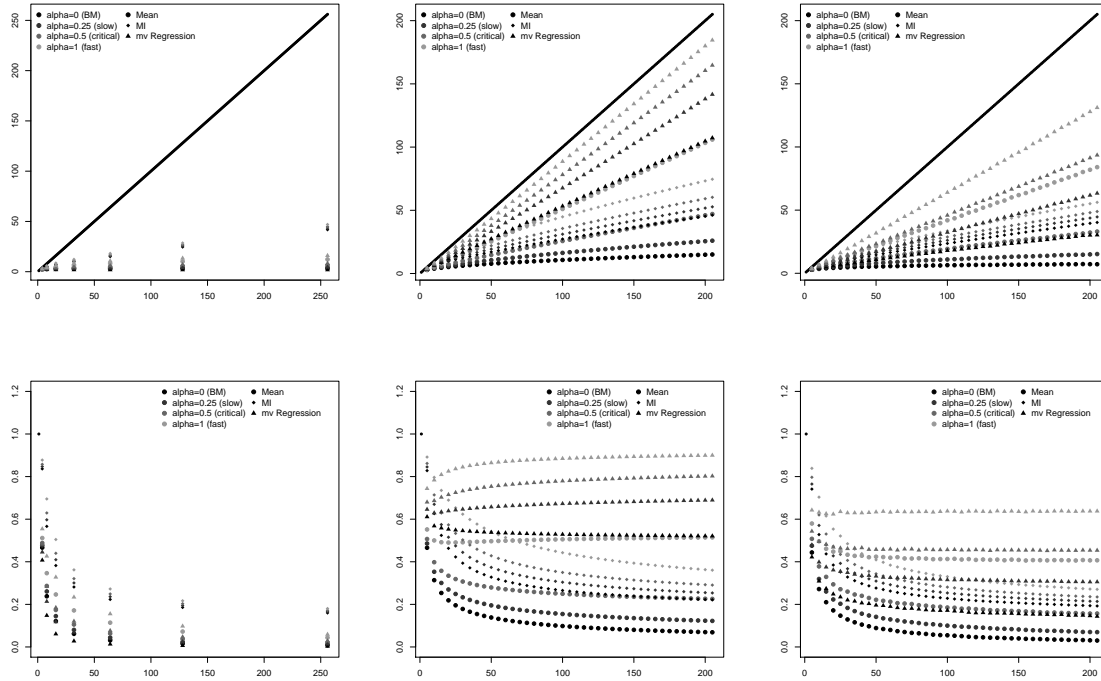 alpha=0 (BM) Mean
alpha=0.25 (slow) MI
alpha=0.5 (critical) mv Regression
alpha=1 (fast)
250
200
150
100
50
0
0 50 100 150 200 250
alpha=0 (BM) Mean
alpha=0.25 (slow) MI
alpha=0.5 (critical) mv Regression
alpha=1 (fast)
200
150
100
50
0
0 50 100 150 200
alpha=0 (BM) Mean
alpha=0.25 (slow) MI
alpha=0.5 (critical) mv Regression
alpha=1 (fast)
200
150
100
50
0
0 50 100 150 200
alpha=0 (BM) Mean
alpha=0.25 (slow) MI
alpha=0.5 (critical) mv Regression
alpha=1 (fast)
1.2
1.0
0.8
0.6
0.4
0.2
0.0
0 50 100 150 200 250
alpha=0 (BM) Mean
alpha=0.25 (slow) MI
alpha=0.5 (critical) mv Regression
alpha=1 (fast)
1.2
1.0
0.8
0.6
0.4
0.2
0.0
0 50 100 150 200
alpha=0 (BM) Mean
alpha=0.25 (slow) MI
alpha=0.5 (critical) mv Regression
alpha=1 (fast)
1.2
1.0
0.8
0.6
0.4
0.2
0.0
0 50 100 150 200